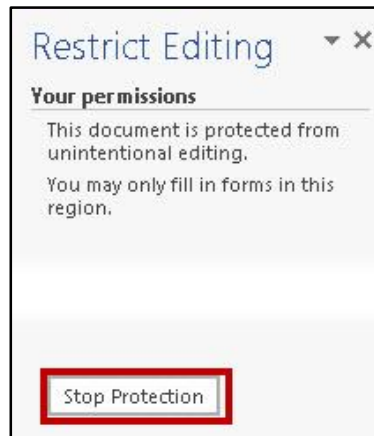 Restrict Editing
Your permissions
This document is protected from
unintentional editing.
You may only fill in forms in this
region.
Stop Protection